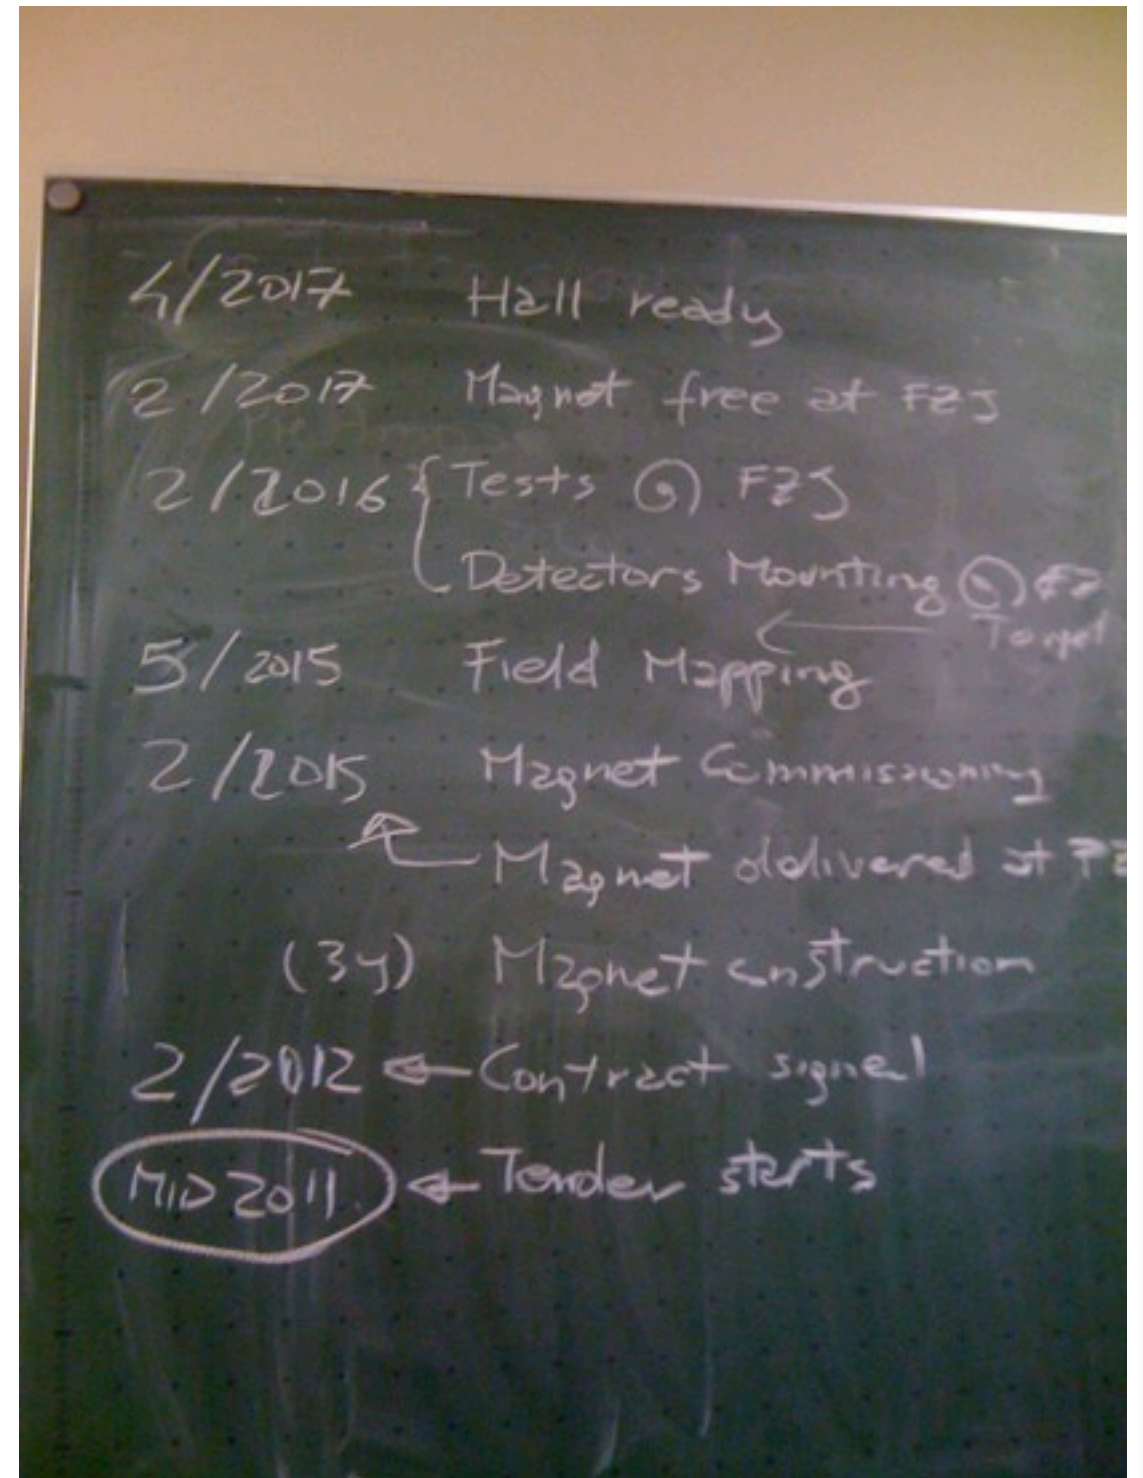 4/2017 Hall ready
2/2017 Magnet free at FZJ
2/2016 { Tests @ FZJ
Detectors Mounting @ FZ
← Target
5/2015 Field Mapping
2/2015 Magnet Commissioning
Magnet delivered at FZ
(3y) Magnet construction
2/2012 ← Contract signed
MID 2011 ← Tender starts